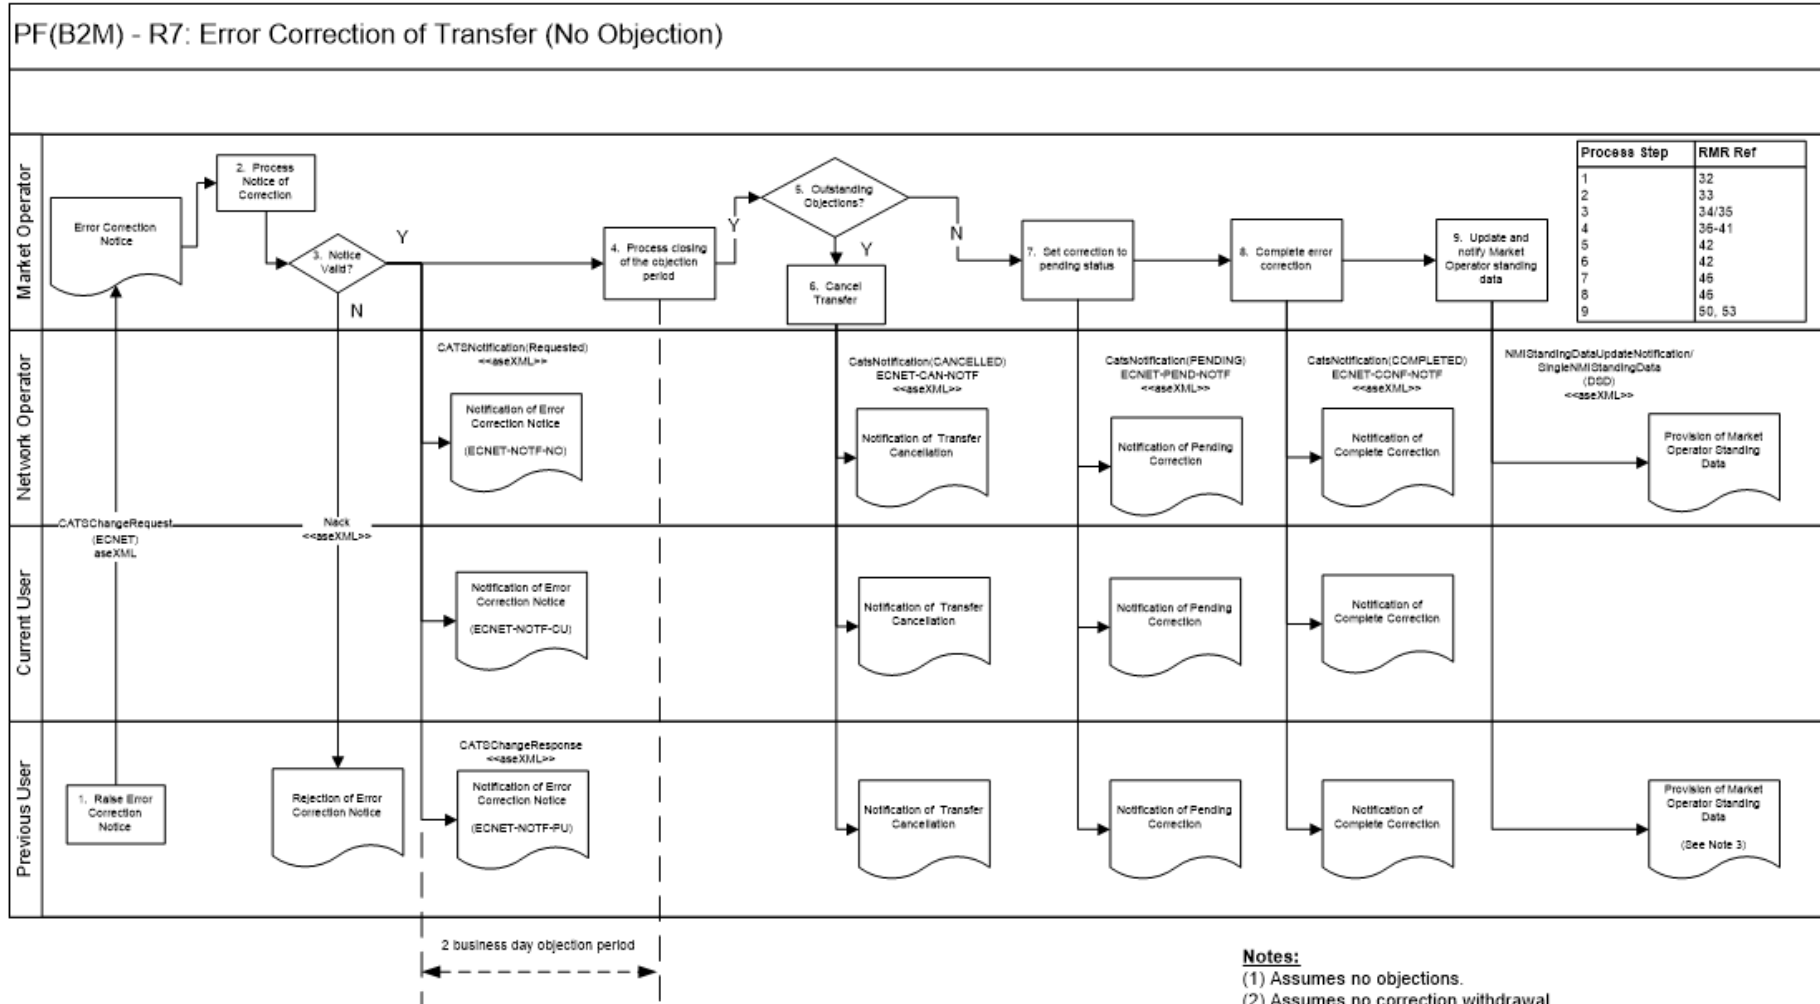 PF(B2M) - R7: Error Correction of Transfer (No Objection)
Market Operator
Error Correction
Notice
2. Process
Notice of
Correction
3. Notice
Valid?
Y
N
4. Process closing
of the objection
period
Y
5. Outstanding
Objections?
Y
N
6. Cancel
Transfer
7. Set correction to
pending status
8. Complete error
correction
9. Update and
notify Market
Operator standing
data
Process Step RMR Ref
1 32
2 33
3 34/35
4 36-41
5 42
6 42
7 46
8 46
9 50, 53
Network Operator
CATSNotification(Requested)
<<aseXML>>
Notification of Error
Correction Notice
(ECNET-NOTF-NO)
CatsNotification(CANCELLED)
ECNET-CAN-NOTF
<<aseXML>>
Notification of Transfer
Cancellation
CatsNotification(PENDING)
ECNET-PEND-NOTF
<<aseXML>>
Notification of Pending
Correction
CatsNotification(COMPLETED)
ECNET-CONF-NOTF
<<aseXML>>
Notification of
Complete Correction
NMIStandingDataUpdateNotification/
SingleNMIStandingData
(DSD)
<<aseXML>>
Provision of Market
Operator Standing
Data
CATSChangeRequest
(ECNET)
aseXML
Nack
<<aseXML>>
Current User
Notification of Error
Correction Notice
(ECNET-NOTF-CU)
Notification of Transfer
Cancellation
Notification of Pending
Correction
Notification of
Complete Correction
Previous User
1. Raise Error
Correction
Notice
Rejection of Error
Correction Notice
CATSChangeResponse
<<aseXML>>
Notification of Error
Correction Notice
(ECNET-NOTF-PU)
Notification of Transfer
Cancellation
Notification of Pending
Correction
Notification of
Complete Correction
Provision of Market
Operator Standing
Data
(See Note 3)
2 business day objection period
Notes:
(1) Assumes no objections.
(2) Assumes no correction withdrawal